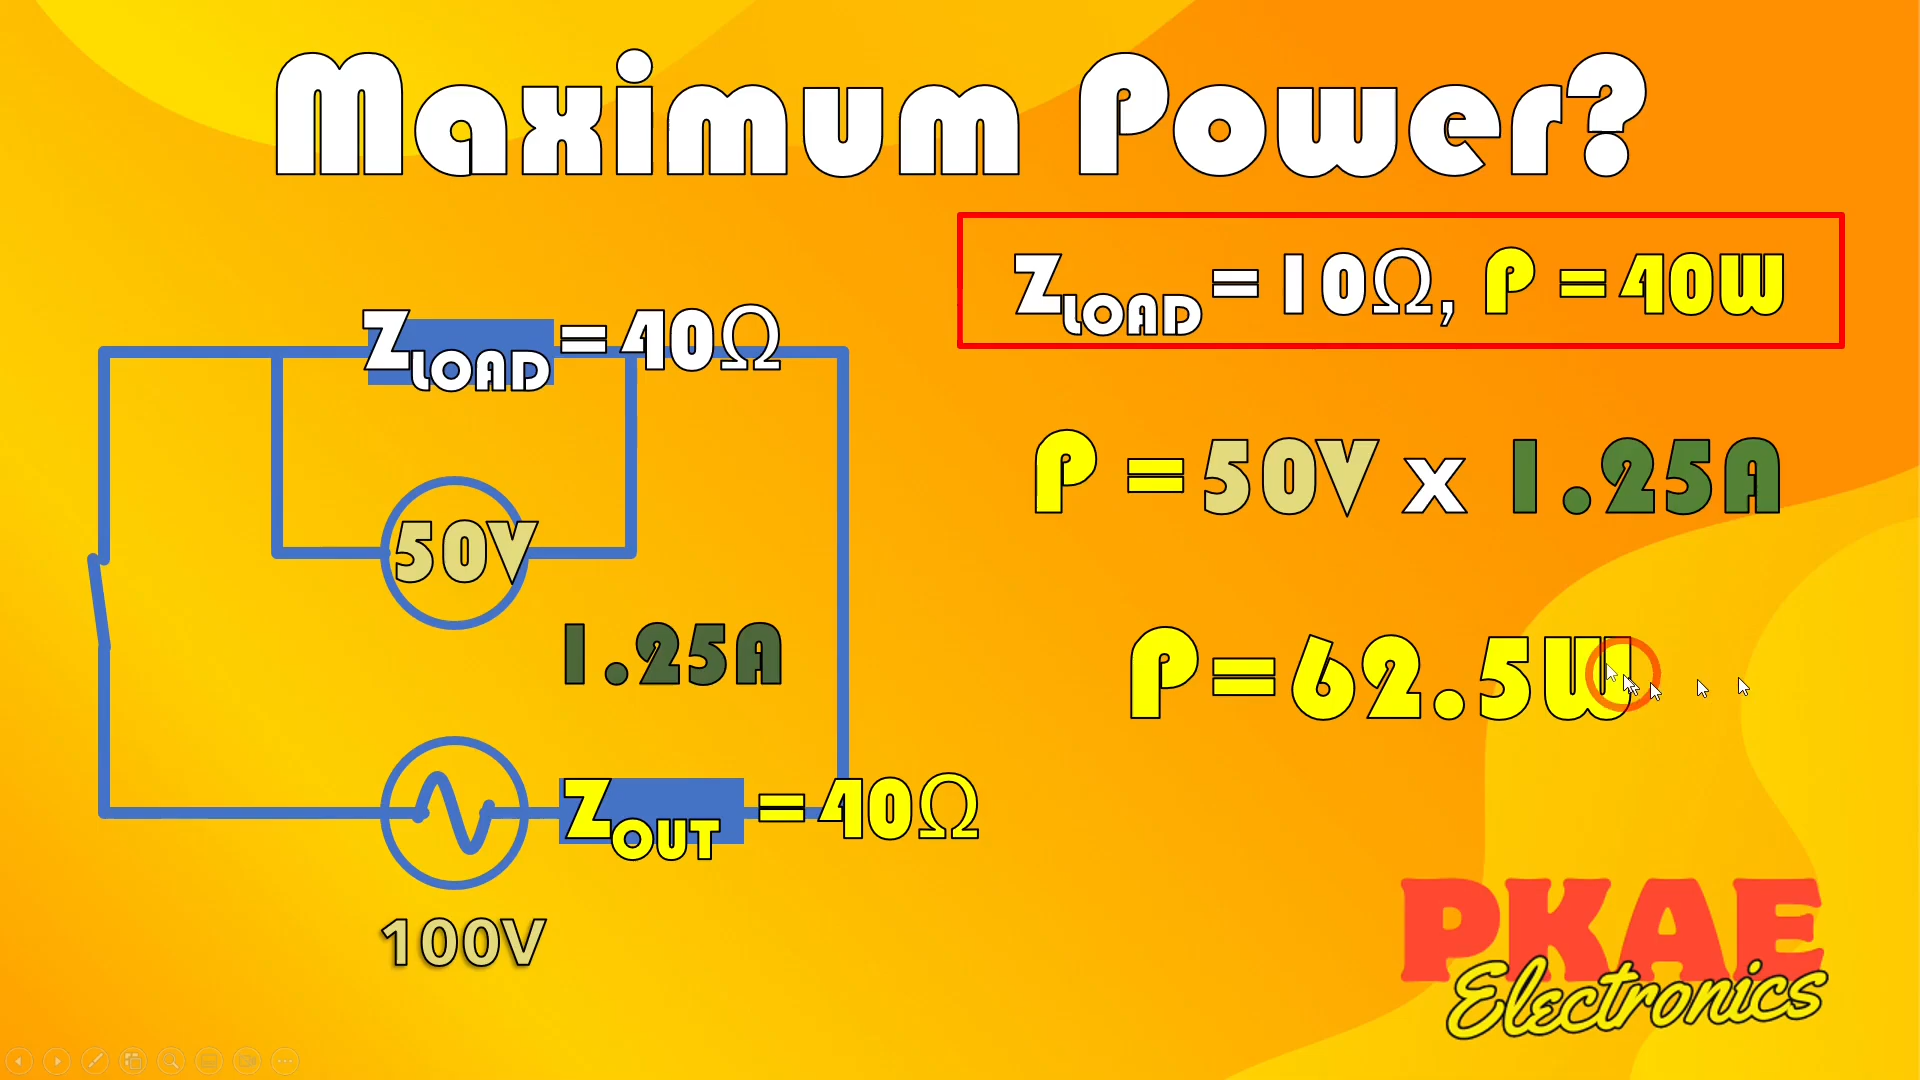 Maximum Power?
ZLOAD = 10Ω, P = 40W
ZLOAD = 40Ω
P = 50V x 1.25A
50V
1.25A
P = 62.5W
ZOUT = 40Ω
100V
PKAE
Electronics